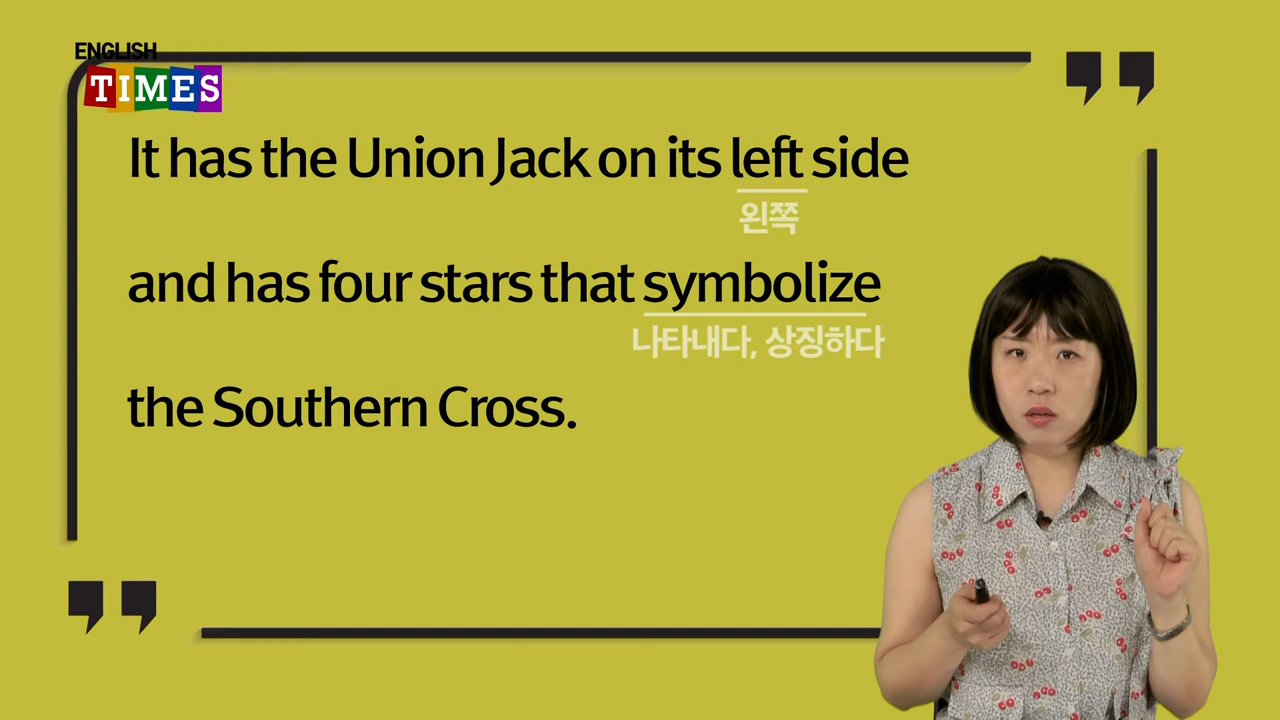 ENGLISH
TIMES
It has the Union Jack on its left side
왼쪽
and has four stars that symbolize
나타내다, 상징하다
the Southern Cross.